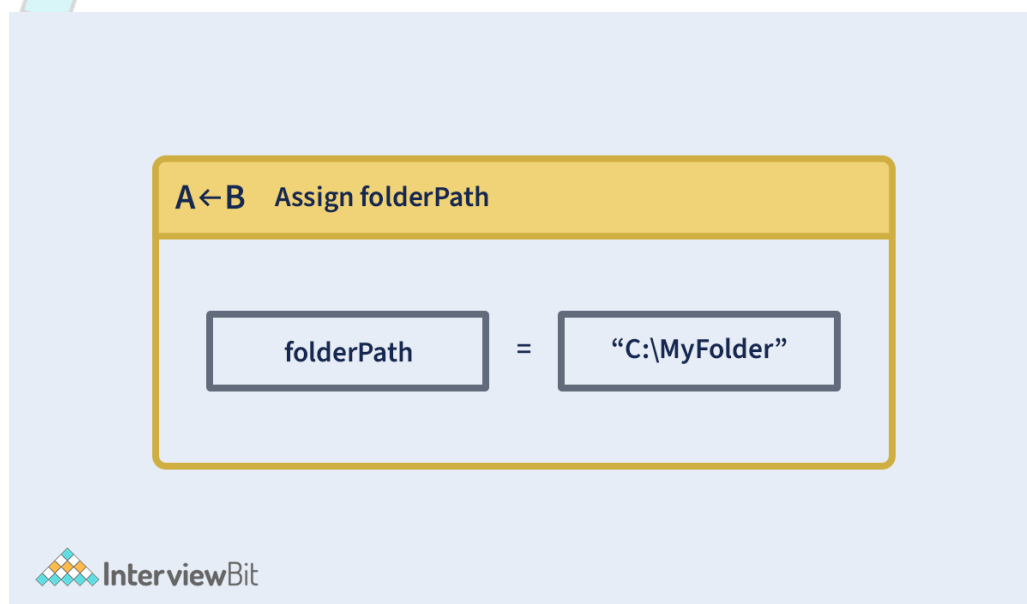 A←B Assign folderPath
folderPath = “C:\MyFolder”
InterviewBit